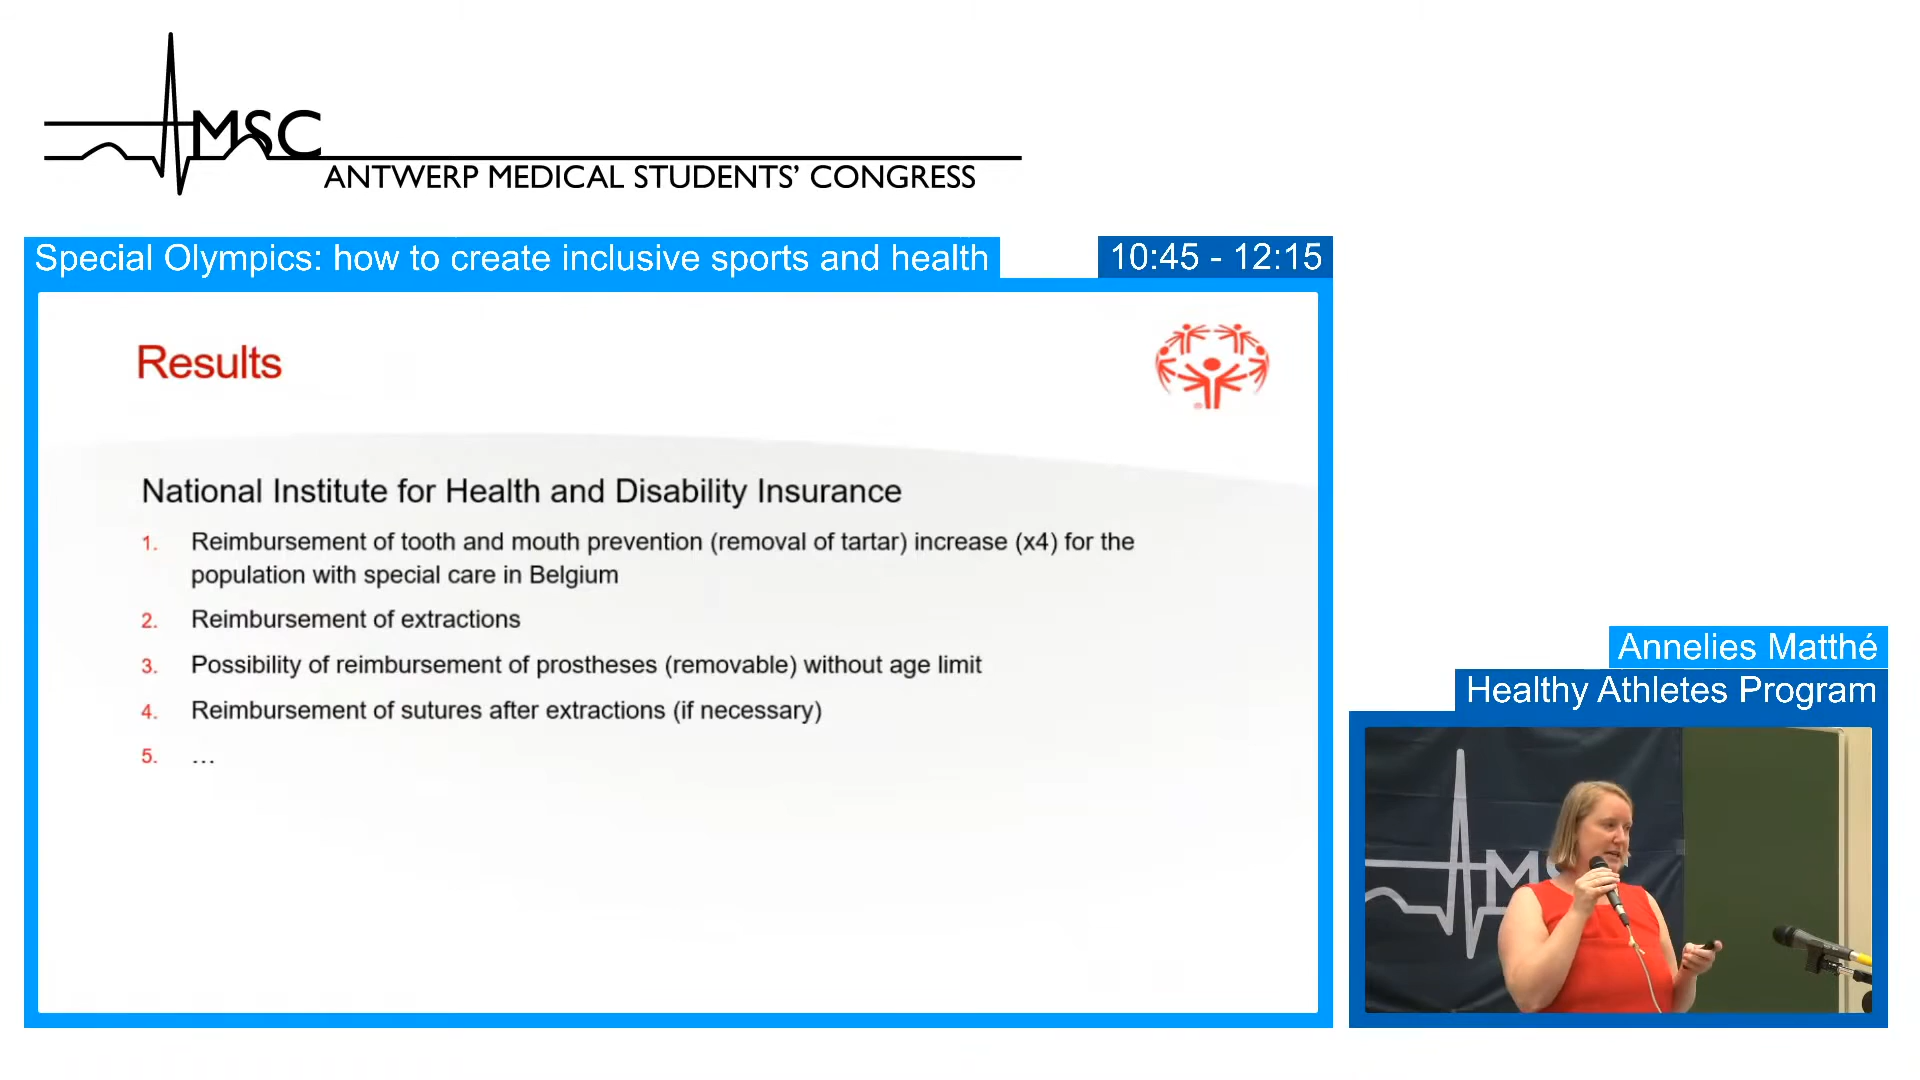 MSC
ANTWERP MEDICAL STUDENTS’ CONGRESS
Special Olympics: how to create inclusive sports and health
10:45 - 12:15
Results
National Institute for Health and Disability Insurance
1. Reimbursement of tooth and mouth prevention (removal of tartar) increase (x4) for the
population with special care in Belgium
2. Reimbursement of extractions
3. Possibility of reimbursement of prostheses (removable) without age limit
4. Reimbursement of sutures after extractions (if necessary)
5. …
Annelies Matthé
Healthy Athletes Program
MS